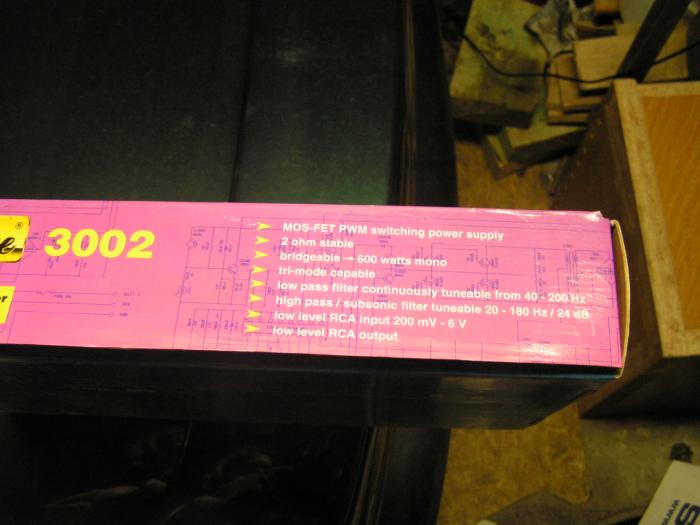 3002
MOS-FET PWM switching power supply
2 ohm stable
bridgeable → 600 watts mono
tri-mode capable
low pass filter continuously tuneable from 40 - 200 Hz
high pass / subsonic filter tuneable 20 - 180 Hz / 24 dB
low level RCA input 200 mV - 6 V
low level RCA output